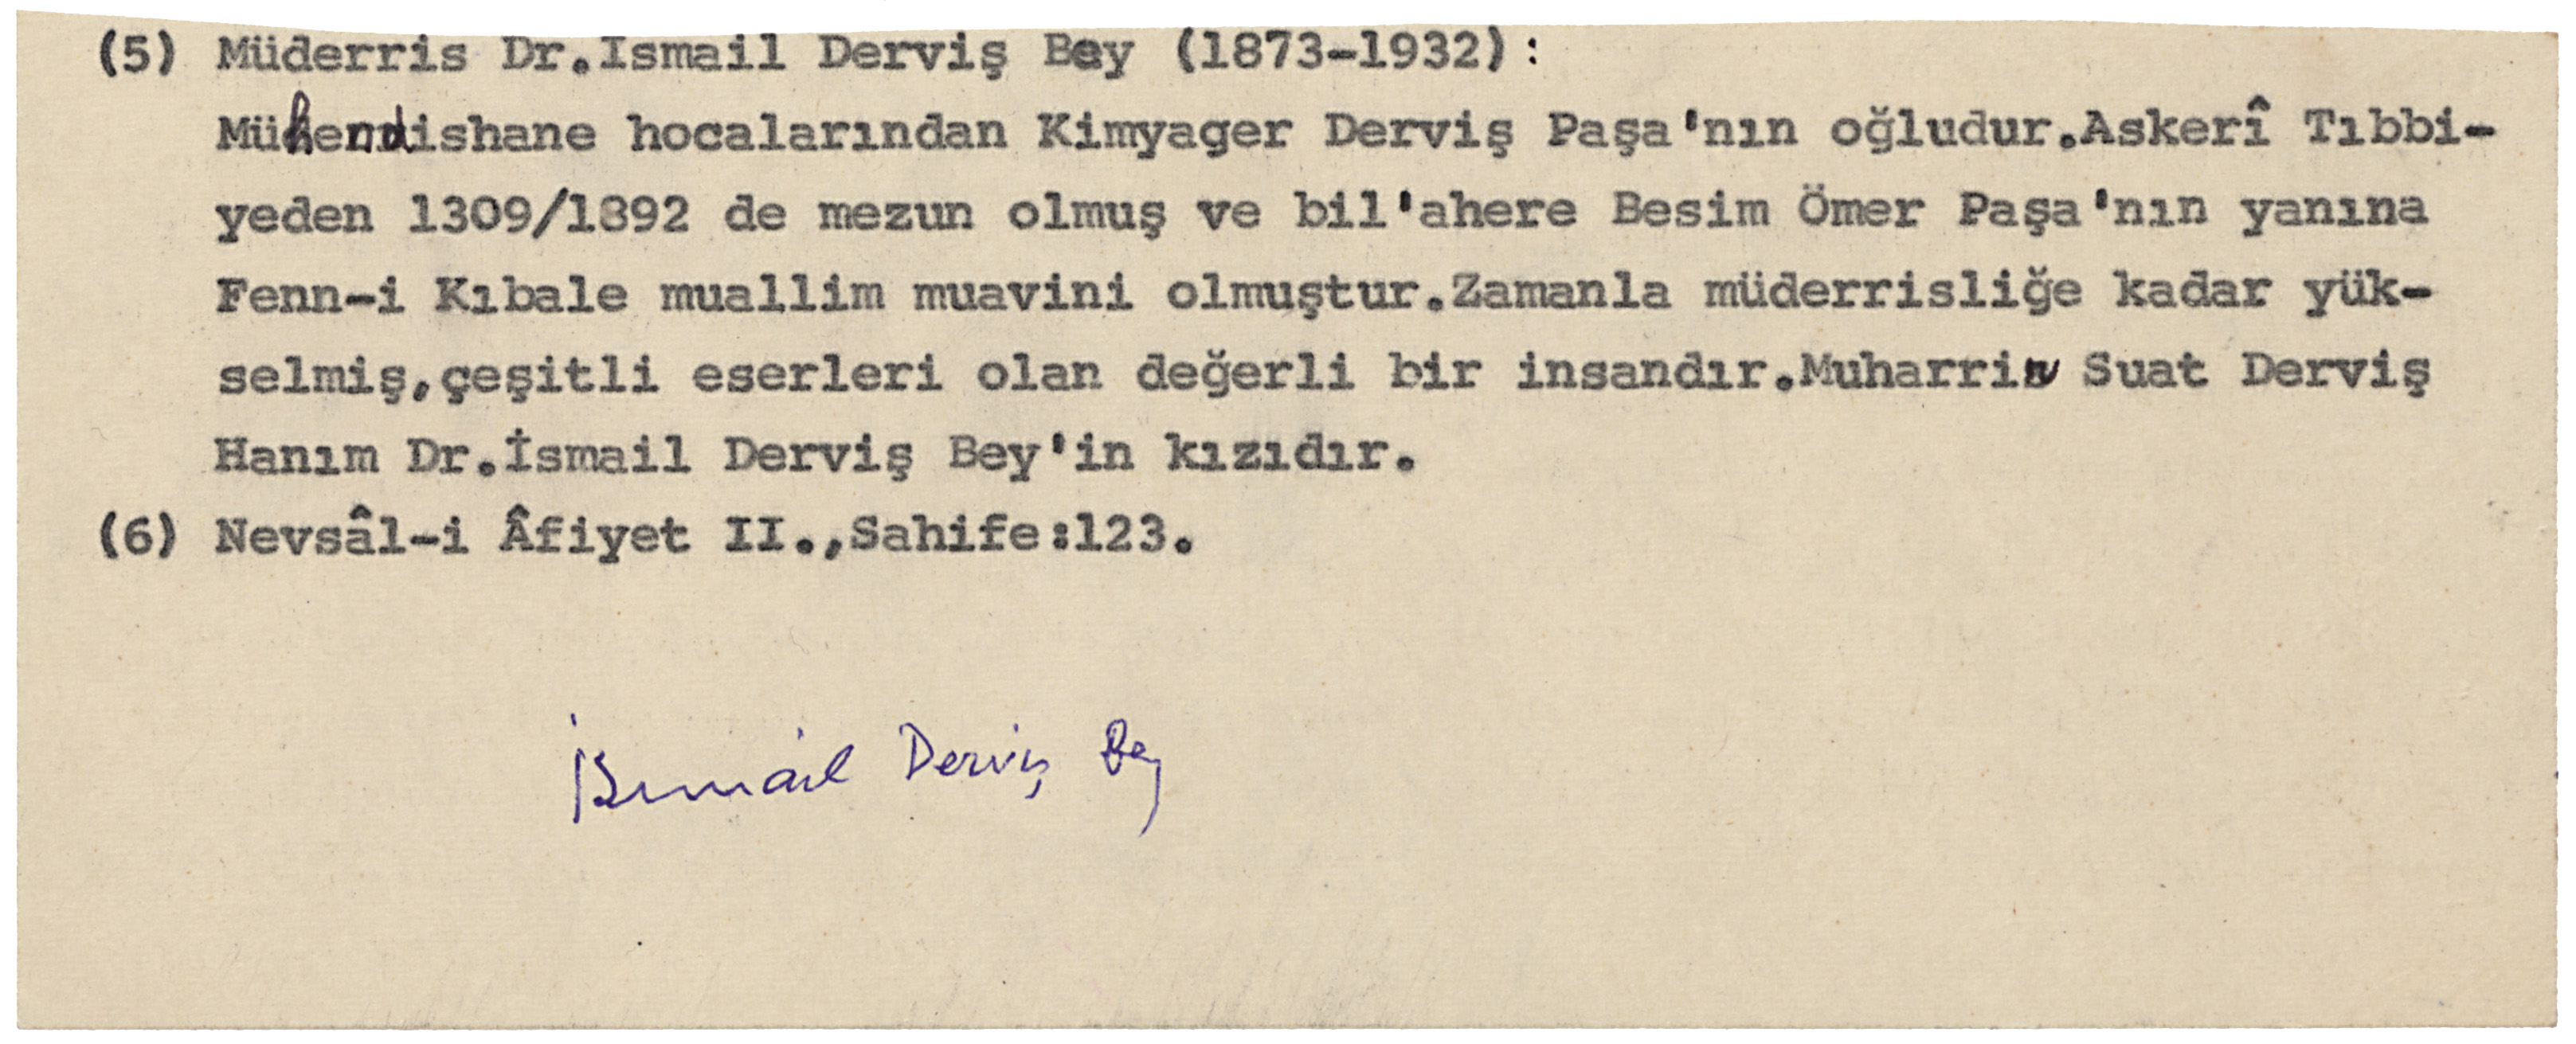 (5) Müderris Dr.İsmail Derviş Bey (1873-1932):
Mühendishane hocalarından Kimyager Derviş Paşa'nın oğludur.Askerî Tıbbi-
yeden 1309/1892 de mezun olmuş ve bil'ahere Besim Ömer Paşa'nın yanına
Fenn-i Kıbale muallim muavini olmuştur.Zamanla müderrisliğe kadar yük-
selmiş,çeşitli eserleri olan değerli bir insandır.Muharrir Suat Derviş
Hanım Dr.İsmail Derviş Bey'in kızıdır.
(6) Nevsâl-i Âfiyet II.,Sahife:123.
İsmail Derviş Bey